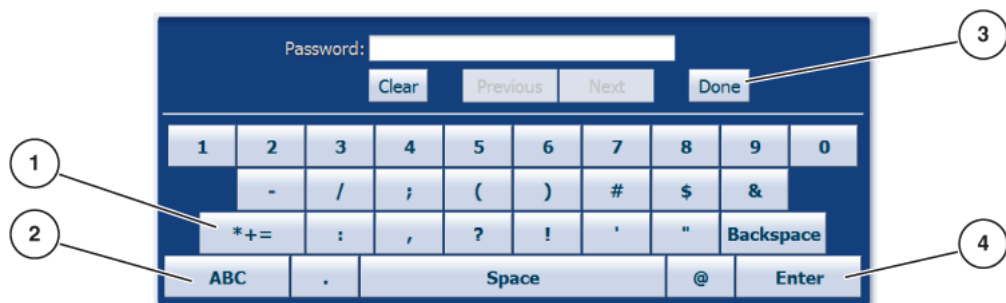 Password:
3
Clear Previous Next Done
1 2 3 4 5 6 7 8 9 0
1
- / ; ( ) # $ &
*+= : , ? ! ' " Backspace
2
4
ABC . Space @ Enter